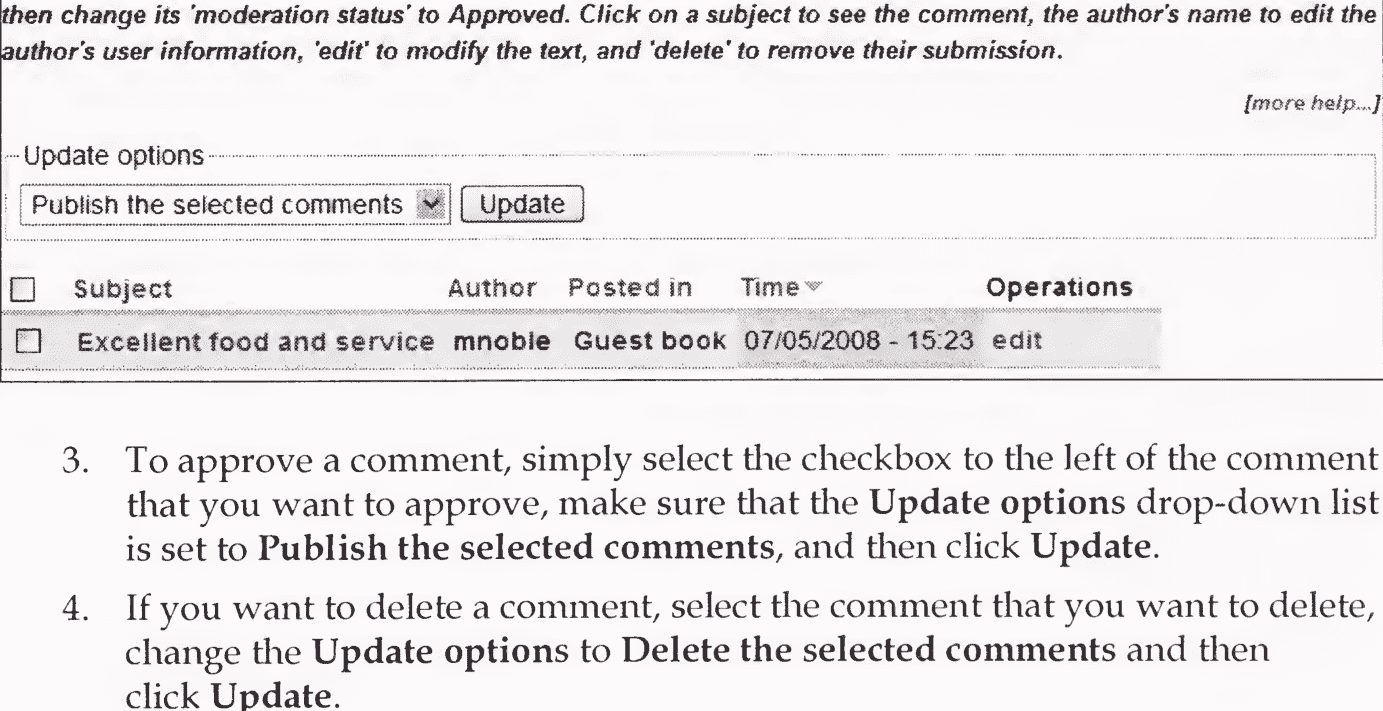 then change its 'moderation status' to Approved. Click on a subject to see the comment, the author's name to edit the
author's user information, 'edit' to modify the text, and 'delete' to remove their submission.
[more help...]
Update options
Publish the selected comments Update
Subject Author Posted in Time Operations
Excellent food and service mnoble Guest book 07/05/2008 - 15:23 edit
3. To approve a comment, simply select the checkbox to the left of the comment
that you want to approve, make sure that the Update options drop-down list
is set to Publish the selected comments, and then click Update.
4. If you want to delete a comment, select the comment that you want to delete,
change the Update options to Delete the selected comments and then
click Update.